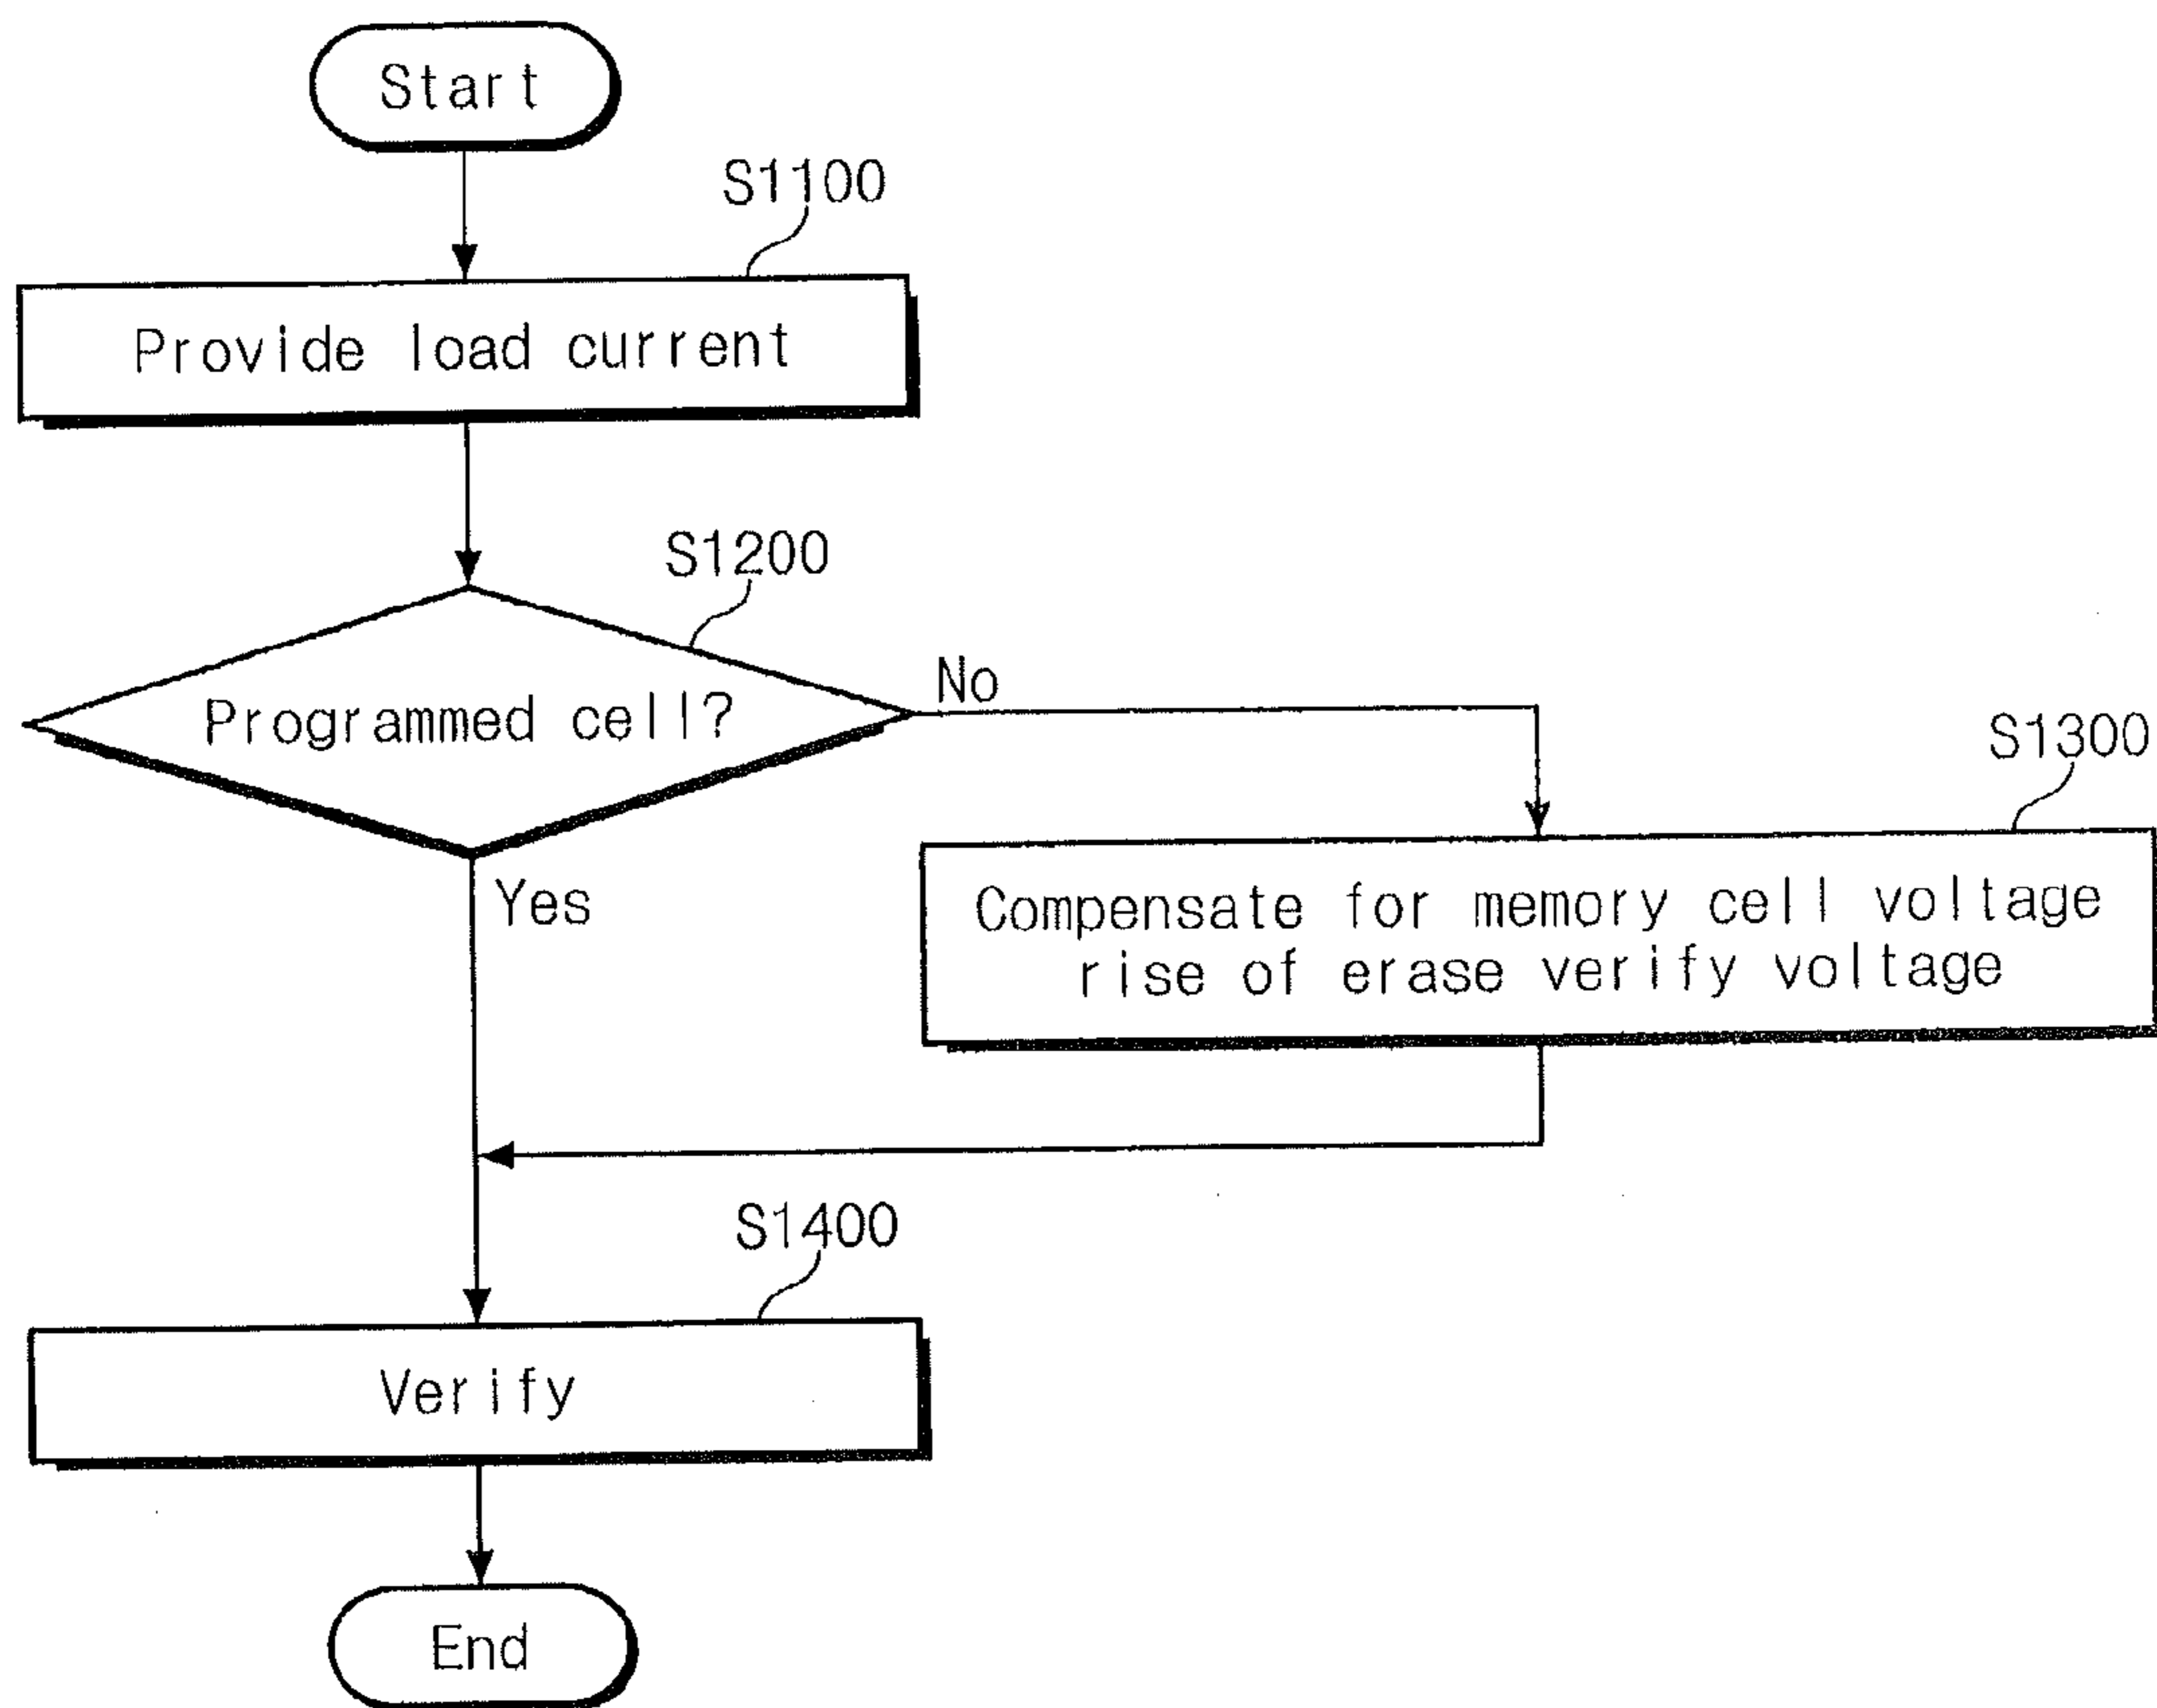 Start
S1100
Provide load current
S1200
Programmed cell?
No
Yes
S1300
Compensate for memory cell voltage
rise of erase verify voltage
S1400
Verify
End